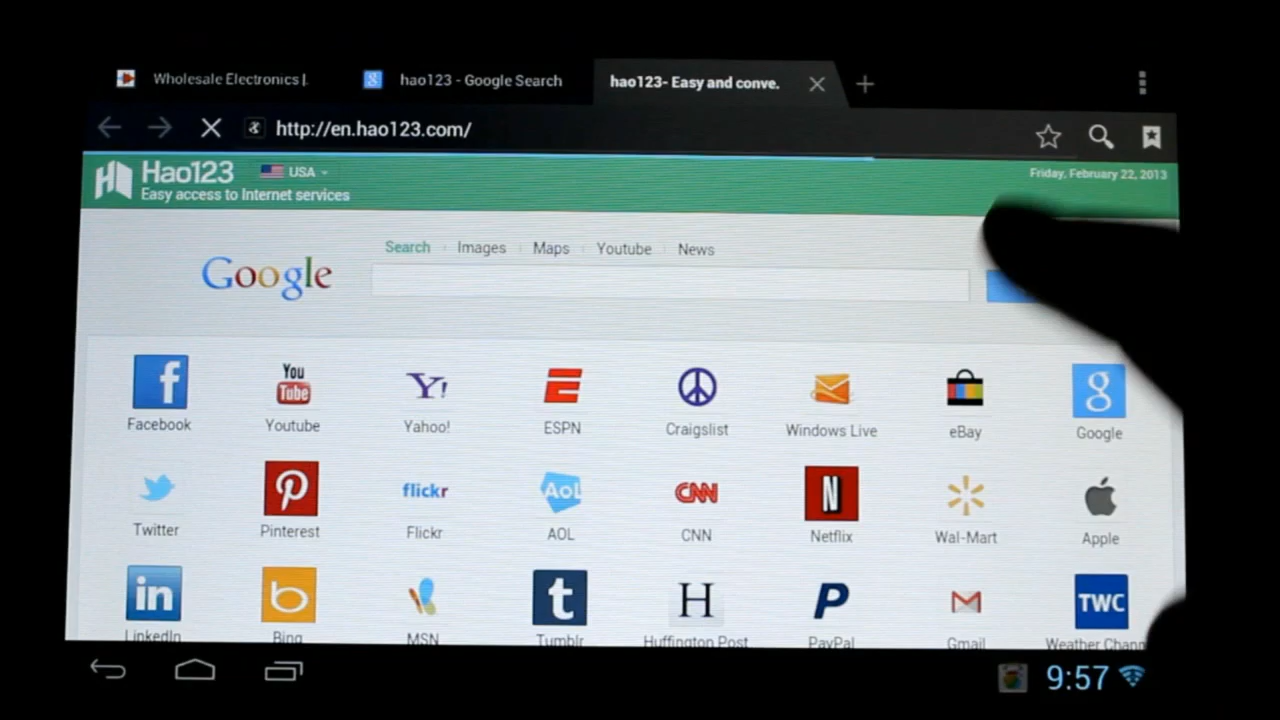 Wholesale Electronics |
hao123 - Google Search
hao123- Easy and conve.
http://en.hao123.com/
Hao123
USA
Easy access to Internet services
Friday, February 22, 2013
Search Images Maps Youtube News
Google
You
Tube
Y!
flickr
Aol
CNN
N
Facebook Youtube Yahoo! ESPN Craigslist Windows Live eBay Google
Twitter Pinterest Flickr AOL CNN Netflix Wal-Mart Apple
in b t H P M TWC
LinkedIn Bing MSN Tumblr Huffington Post PayPal Gmail Weather Chann
9:57